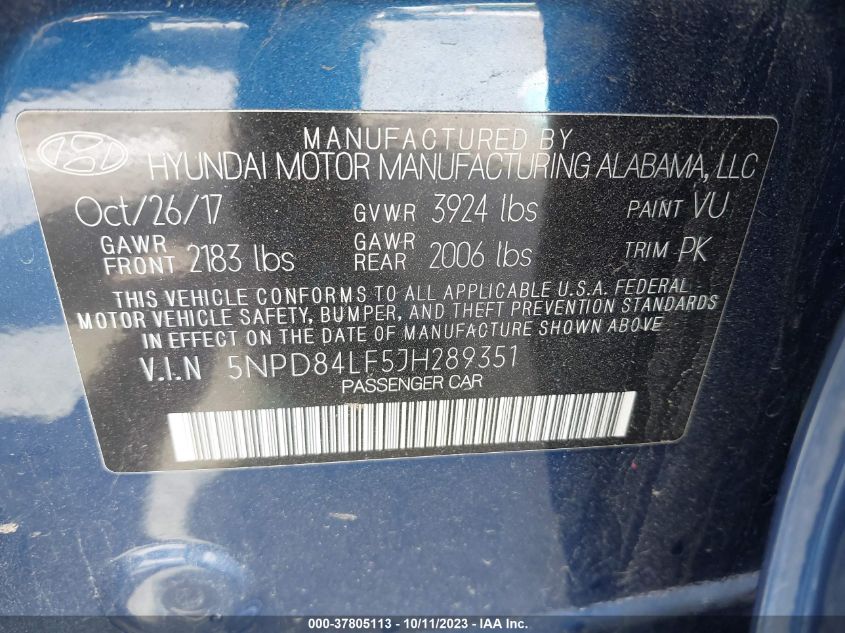 MANUFACTURED BY
HYUNDAI MOTOR MANUFACTURING ALABAMA, LLC
Oct/26/17 GVWR 3924 lbs PAINT VU
GAWR FRONT 2183 lbs GAWR REAR 2006 lbs TRIM PK
THIS VEHICLE CONFORMS TO ALL APPLICABLE U.S.A. FEDERAL
MOTOR VEHICLE SAFETY, BUMPER, AND THEFT PREVENTION STANDARDS
IN EFFECT ON THE DATE OF MANUFACTURE SHOWN ABOVE
V.I.N 5NPD84LF5JH289351
PASSENGER CAR
000-37805113 - 10/11/2023 - IAA Inc.